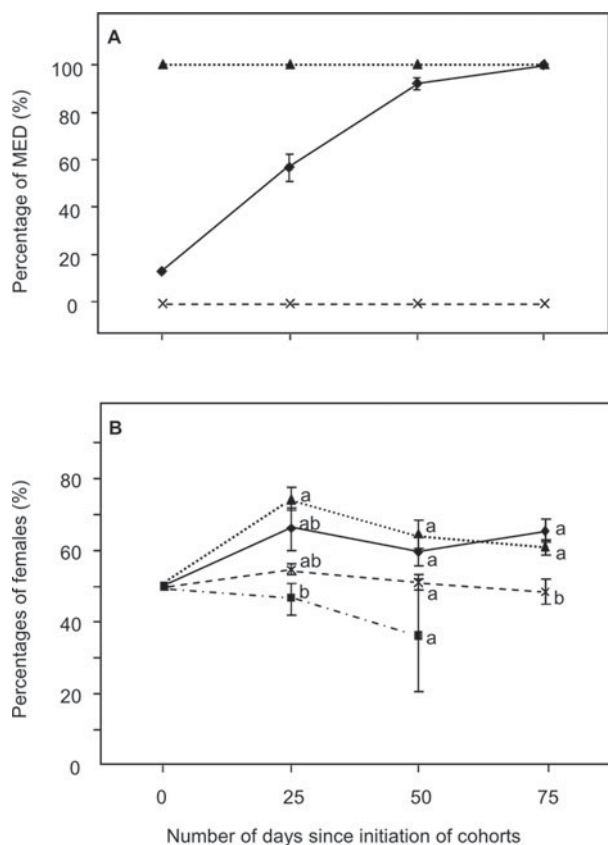 A
Percentage of MED (%)
100
80
60
40
20
0
B
Percentages of females (%)
80
60
40
20
0
a
ab
ab
b
a
a
a
a
a
b
0 25 50 75
Number of days since initiation of cohorts